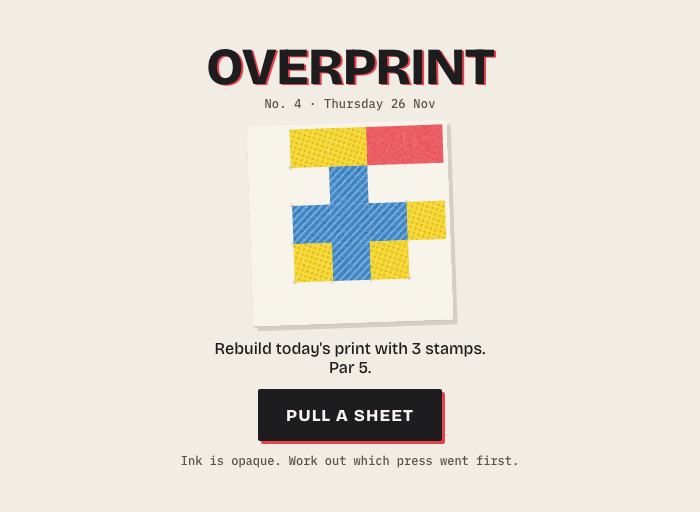 OVERPRINT
No. 4 · Thursday 26 Nov
Rebuild today's print with 3 stamps.
Par 5.
PULL A SHEET
Ink is opaque. Work out which press went first.